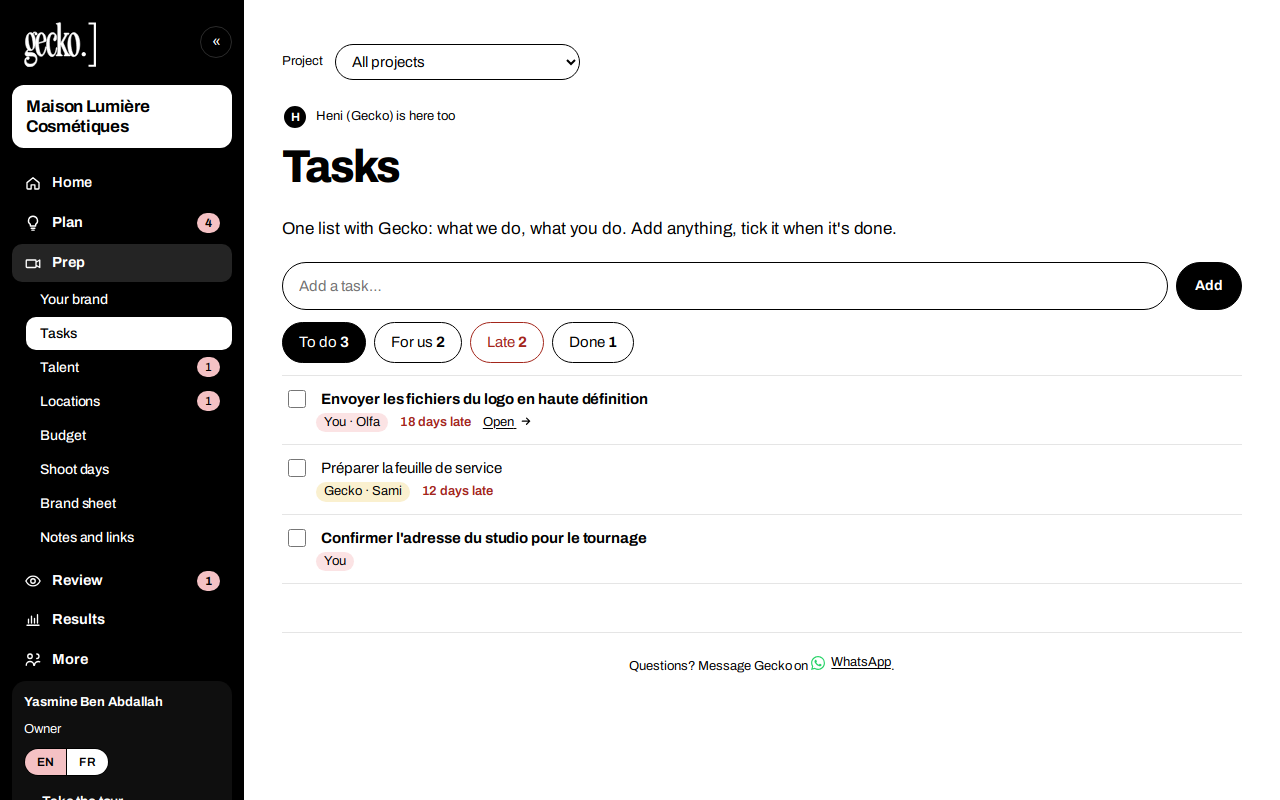 gecko.]
«
Maison Lumière
Cosmétiques
Home
Plan 4
Prep
Your brand
Tasks
Talent 1
Locations 1
Budget
Shoot days
Brand sheet
Notes and links
Review 1
Results
More
Yasmine Ben Abdallah
Owner
EN FR
Take the tour
Project All projects
H Heni (Gecko) is here too
Tasks
One list with Gecko: what we do, what you do. Add anything, tick it when it's done.
Add a task... Add
To do 3 For us 2 Late 2 Done 1
Envoyer les fichiers du logo en haute définition
You · Olfa 18 days late Open →
Préparer la feuille de service
Gecko · Sami 12 days late
Confirmer l'adresse du studio pour le tournage
You
Questions? Message Gecko on WhatsApp.